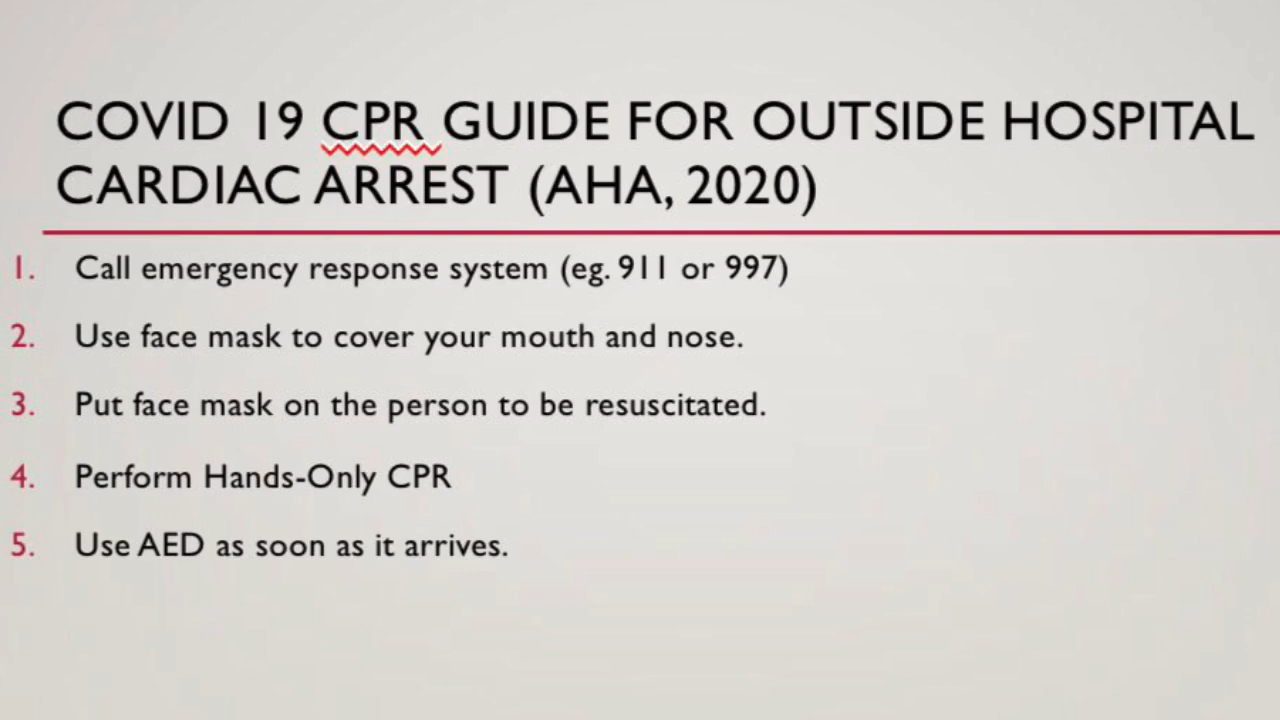 COVID 19 CPR GUIDE FOR OUTSIDE HOSPITAL
CARDIAC ARREST (AHA, 2020)
1. Call emergency response system (eg. 911 or 997)
2. Use face mask to cover your mouth and nose.
3. Put face mask on the person to be resuscitated.
4. Perform Hands-Only CPR
5. Use AED as soon as it arrives.